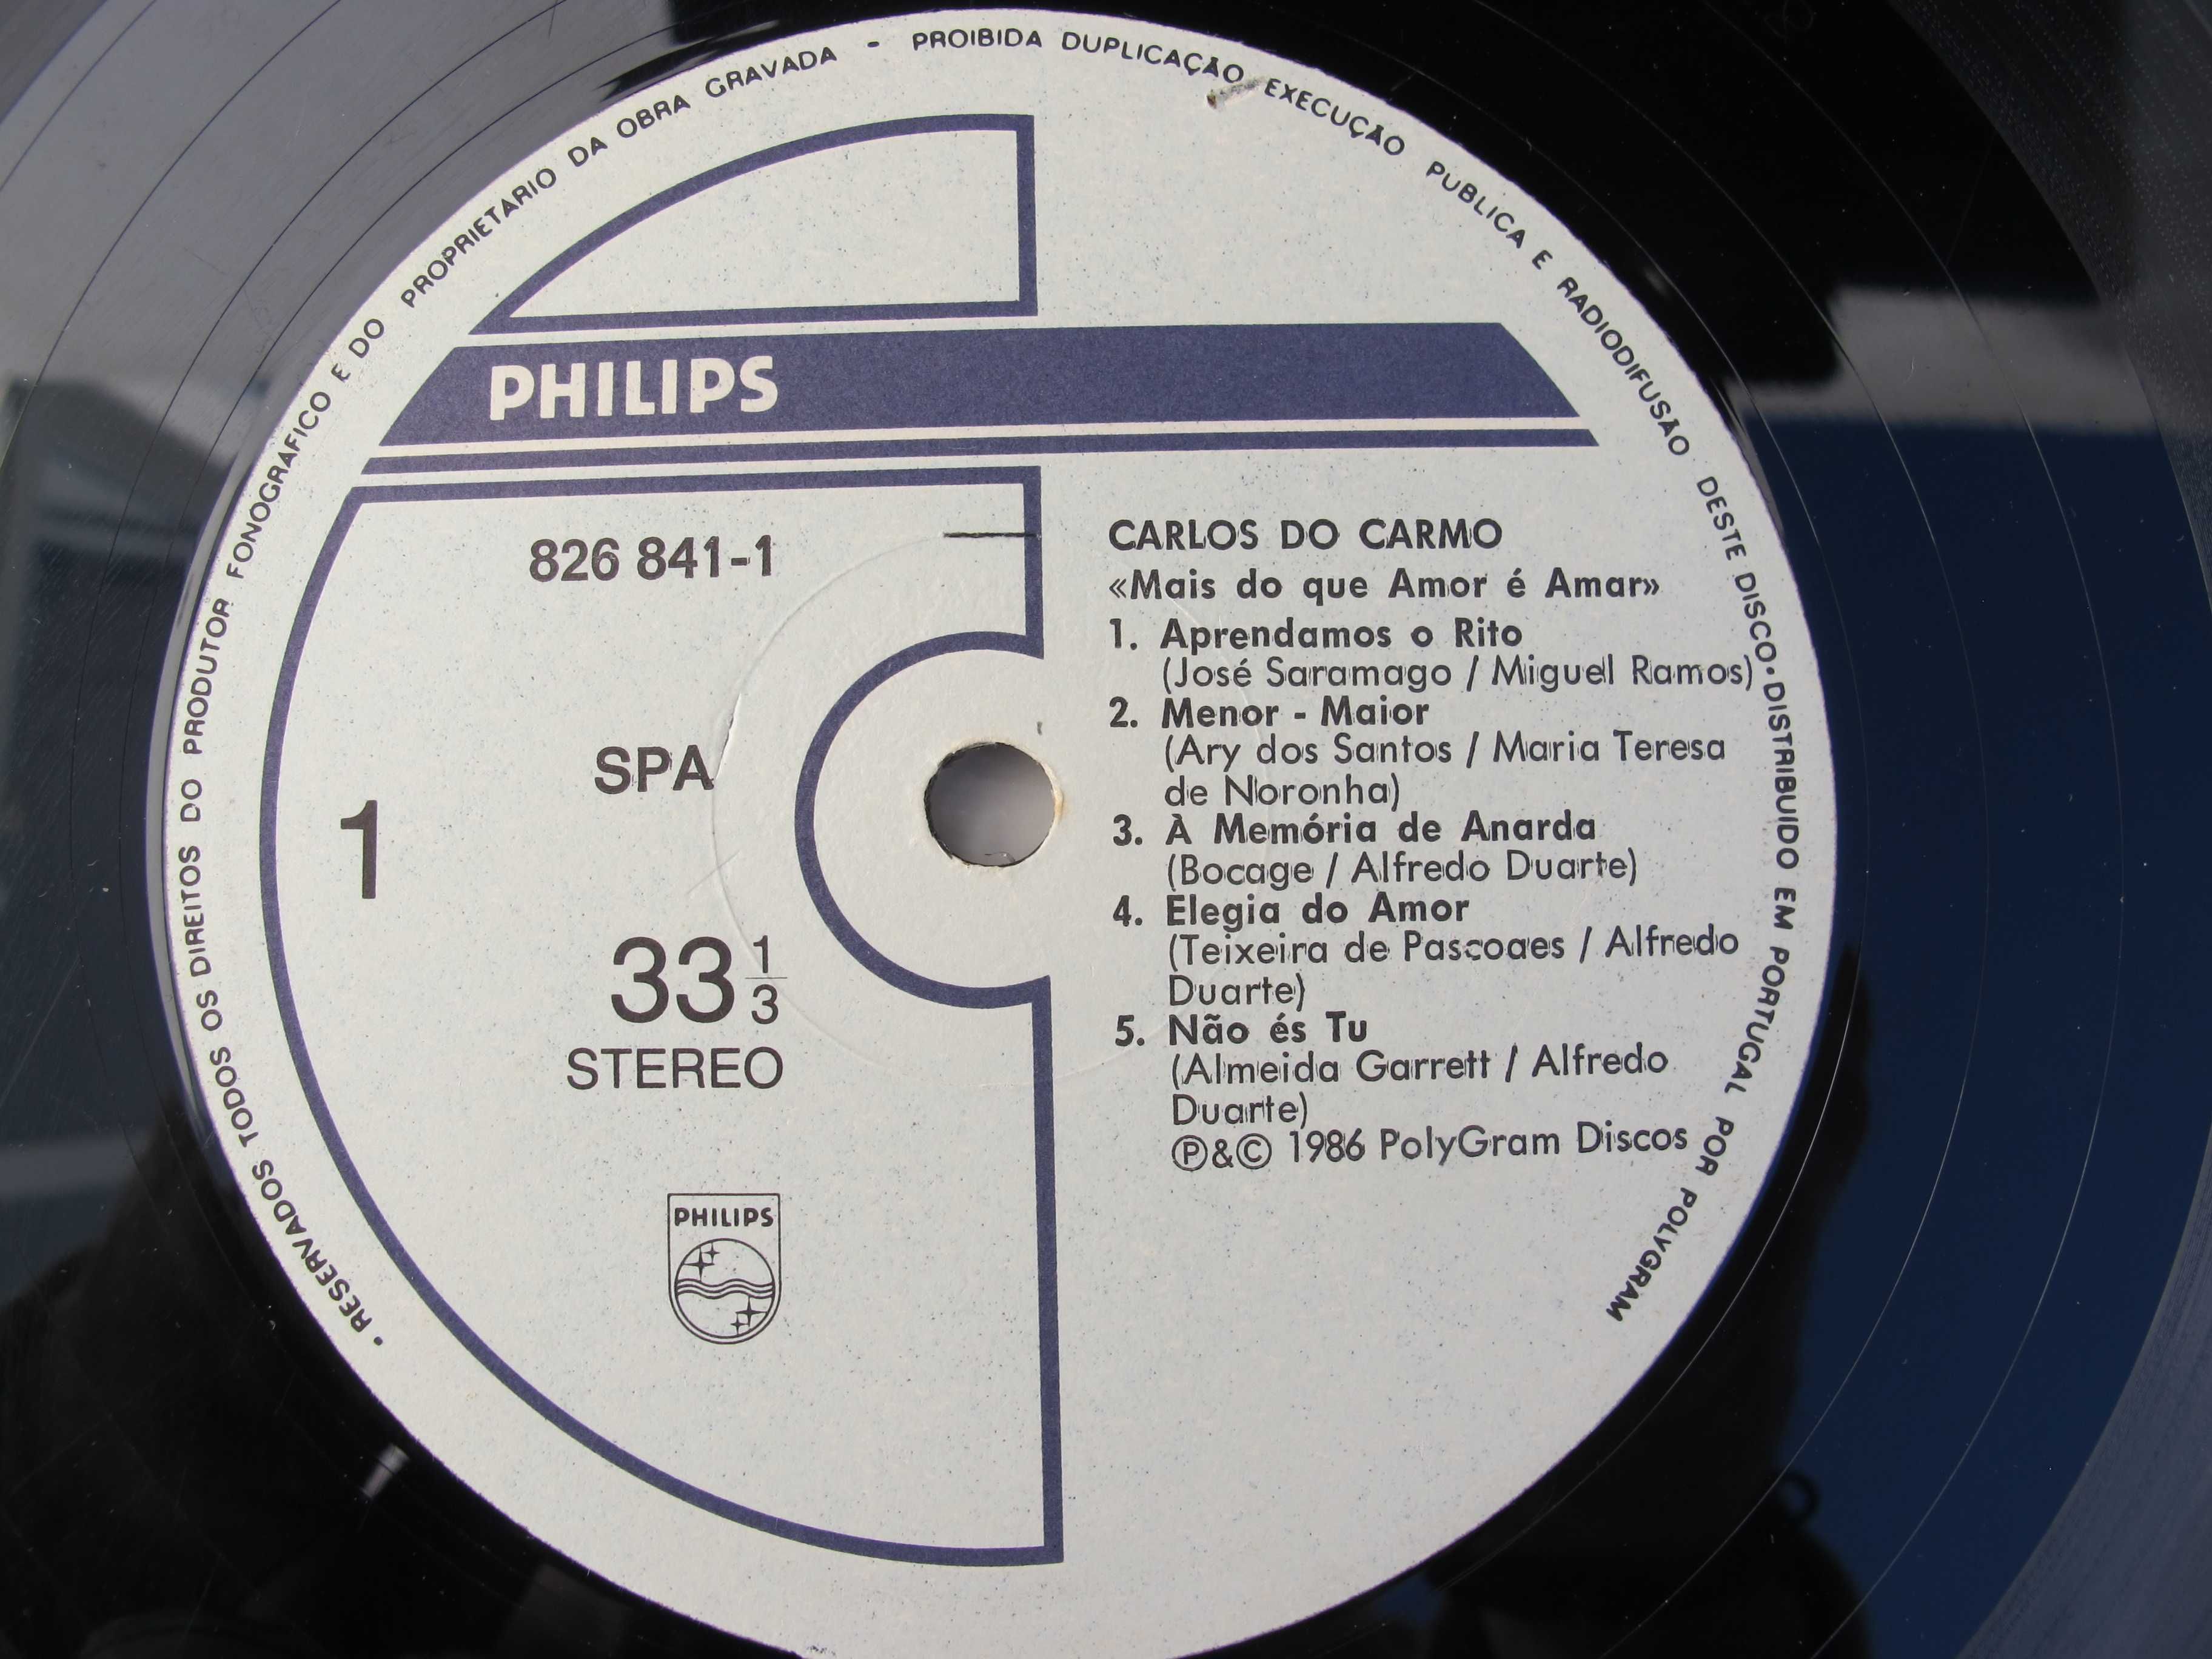 • RESERVADOS TODOS OS DIREITOS DO PRODUTOR FONOGRAFICO E DO PROPRIETARIO DA OBRA GRAVADA - PROIBIDA DUPLICAÇÃO EXECUÇÃO PUBLICA E RADIODIFUSÃO DESTE DISCO • DISTRIBUIDO EM PORTUGAL POR POLYGRAM
PHILIPS
826 841-1
SPA
1
33 1/3
STEREO
PHILIPS
CARLOS DO CARMO
«Mais do que Amor é Amar»
1. Aprendamos o Rito
(José Saramago / Miguel Ramos)
2. Menor - Maior
(Ary dos Santos / Maria Teresa
de Noronha)
3. À Memória de Anarda
(Bocage / Alfredo Duarte)
4. Elegia do Amor
(Teixeira de Pascoaes / Alfredo
Duarte)
5. Não és Tu
(Almeida Garrett / Alfredo
Duarte)
Ⓟ&© 1986 PolyGram Discos